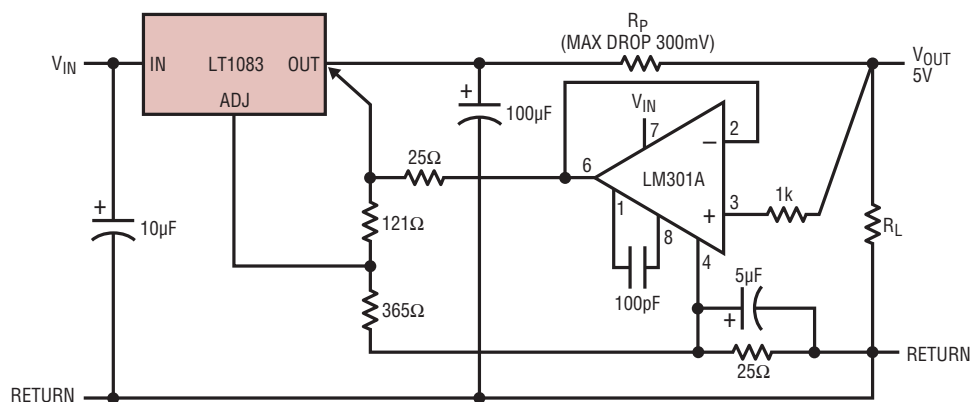 R_P
(MAX DROP 300mV)
V_IN
IN
LT1083
OUT
ADJ
V_OUT
5V
+
100µF
V_IN
7
2
−
25Ω
6
LM301A
1k
3
+
1
8
4
+
10µF
121Ω
R_L
100pF
5µF
+
365Ω
25Ω
RETURN
RETURN